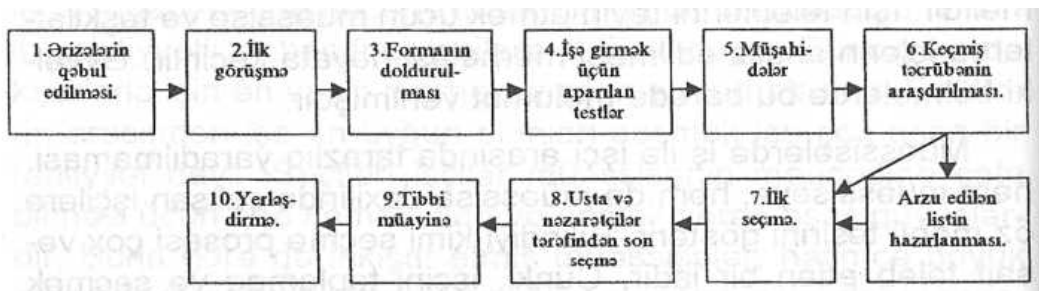 1.Ərizələrin
qəbul
edilməsi.
2.İlk
görüşmə
3.Formanın
doldurul-
ması
4.İşə girmək
üçün
aparılan
testlər
5.Müşahi-
dələr
6.Keçmiş
təcrübənin
araşdırılması.
Arzu edilən
listin
hazırlanması.
7.İlk
seçmə.
8.Usta və
nəzarətçilər
tərəfindən son
seçmə
9.Tibbi
müayinə
10.Yerləş-
dirmə.